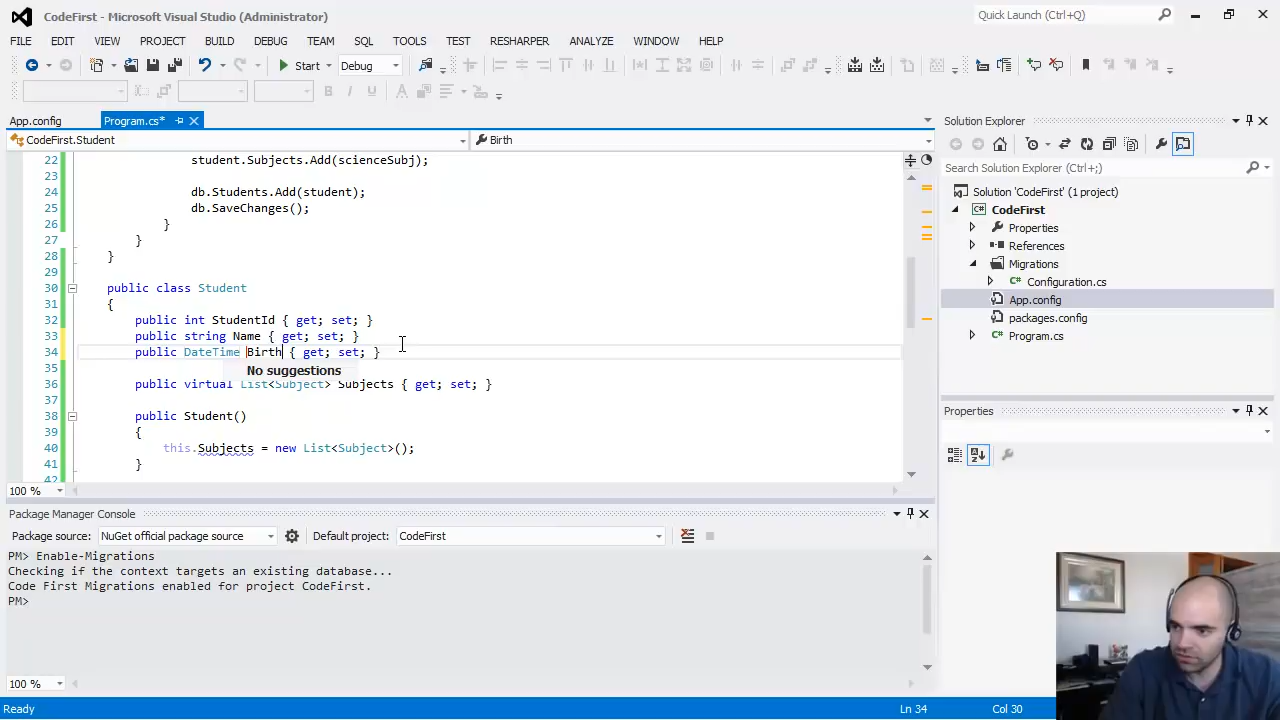 CodeFirst - Microsoft Visual Studio (Administrator)
Quick Launch (Ctrl+Q)
FILE EDIT VIEW PROJECT BUILD DEBUG TEAM SQL TOOLS TEST RESHARPER ANALYZE WINDOW HELP
Start Debug
App.config Program.cs*
CodeFirst.Student Birth
22 student.Subjects.Add(scienceSubj);
23
24 db.Students.Add(student);
25 db.SaveChanges();
26 }
27 }
28 }
29
30 public class Student
31 {
32 public int StudentId { get; set; }
33 public string Name { get; set; }
34 public DateTime Birth { get; set; }
35 No suggestions
36 public virtual List<Subject> Subjects { get; set; }
37
38 public Student()
39 {
40 this.Subjects = new List<Subject>();
41 }
42
100 %
Solution Explorer
Search Solution Explorer (Ctrl+;)
Solution 'CodeFirst' (1 project)
C# CodeFirst
Properties
References
Migrations
C# Configuration.cs
App.config
packages.config
C# Program.cs
Properties
Package Manager Console
Package source: NuGet official package source Default project: CodeFirst
PM> Enable-Migrations
Checking if the context targets an existing database...
Code First Migrations enabled for project CodeFirst.
PM>
100 %
Ready Ln 34 Col 30